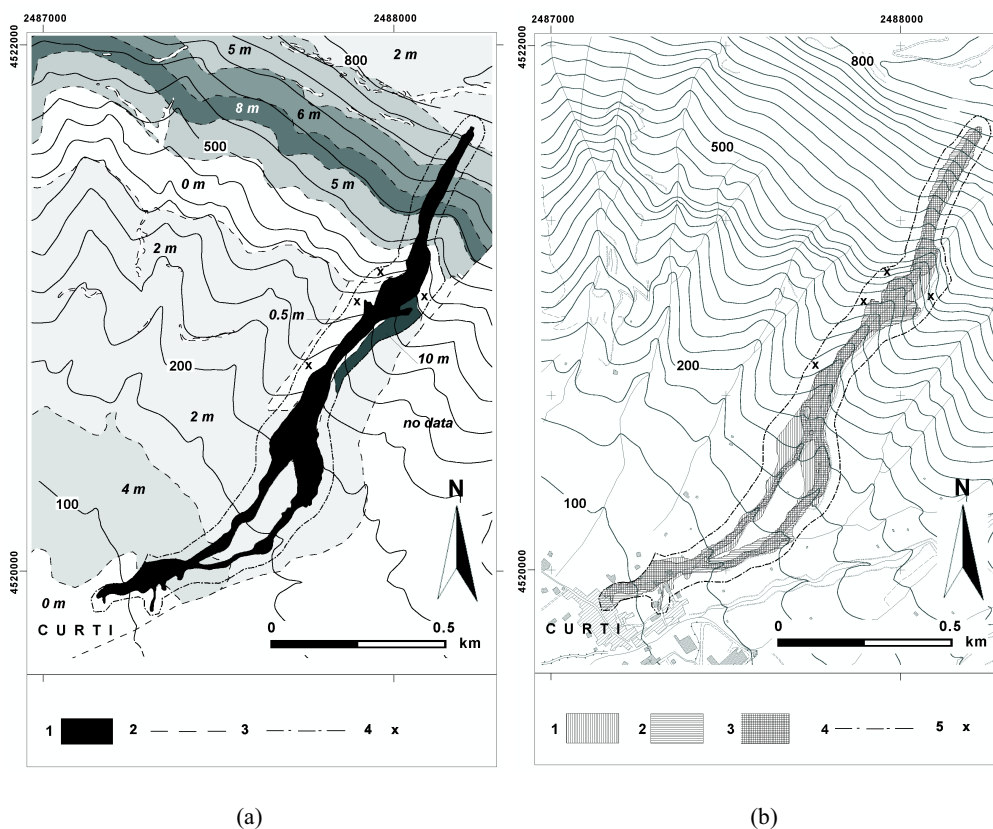 2487000 2488000
4522000
5 m
800
2 m
8 m
6 m
500
5 m
0 m
2 m
x
x
x
0.5 m
10 m
x
200
2 m
no data
4 m
100
N
4520000
0 m
CURTI
0 0.5
km
1 2 3 4 x
(a)
2487000 2488000
4522000
800
500
x
x
x
200
x
100
N
4520000
CURTI
0 0.5
km
1 2 3 4 5 x
(b)